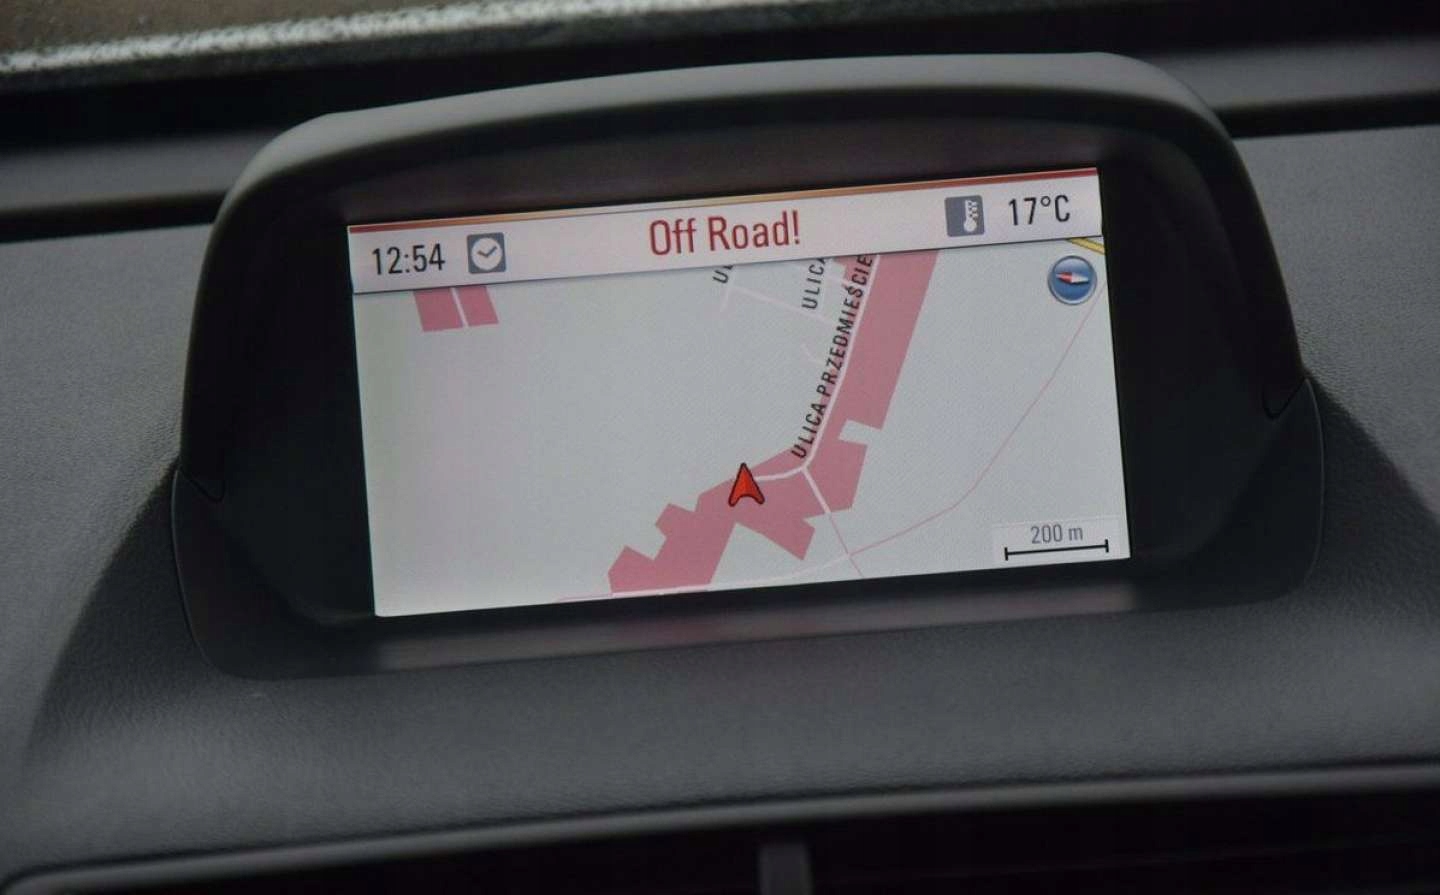 12:54
Off Road!
17°C
ULICA
ULICA PRZEDMIEŚCIE
200 m